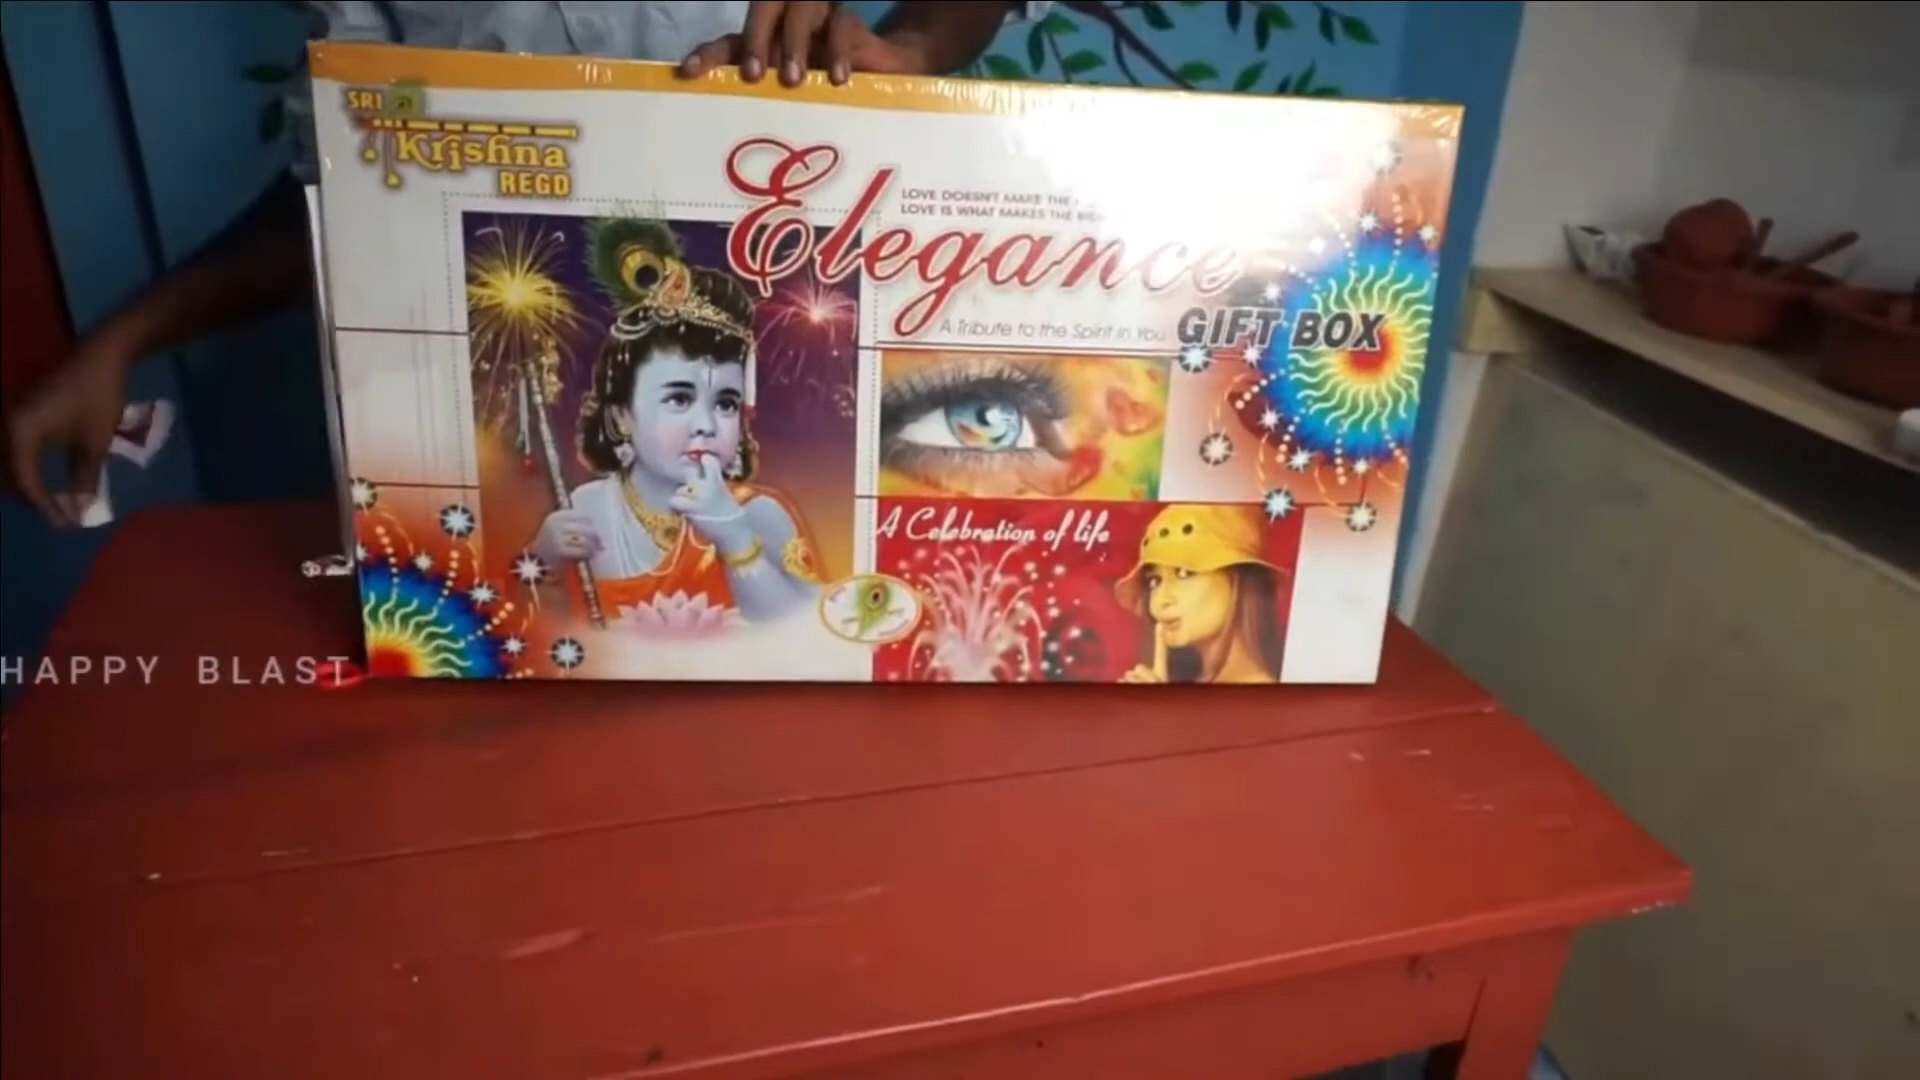 SRI
Krishna
REGD
Elegance
LOVE DOESN'T MAKE THE
LOVE IS WHAT MAKES THE
A Tribute to the Spirit in You
GIFT BOX
A Celebration of life
HAPPY BLAST